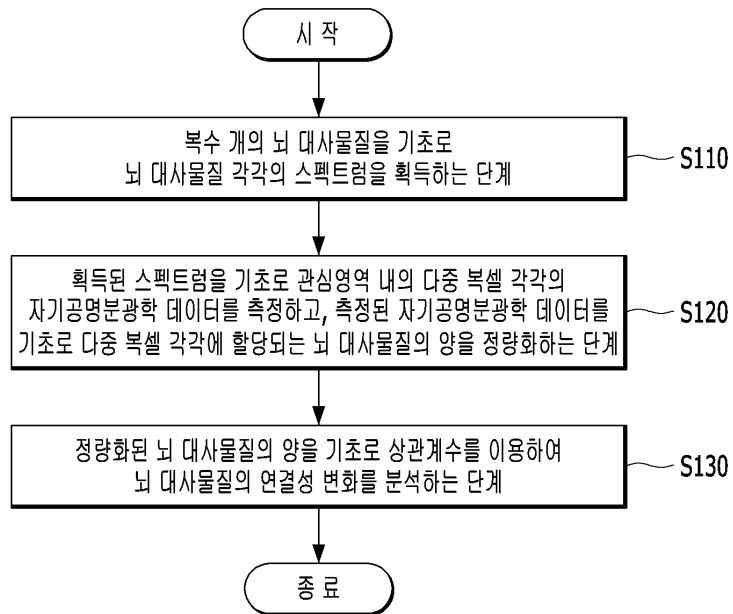 시 작
복수 개의 뇌 대사물질을 기초로
뇌 대사물질 각각의 스펙트럼을 획득하는 단계
S110
획득된 스펙트럼을 기초로 관심영역 내의 다중 복셀 각각의
자기공명분광학 데이터를 측정하고, 측정된 자기공명분광학 데이터를
기초로 다중 복셀 각각에 할당되는 뇌 대사물질의 양을 정량화하는 단계
S120
정량화된 뇌 대사물질의 양을 기초로 상관계수를 이용하여
뇌 대사물질의 연결성 변화를 분석하는 단계
S130
종 료